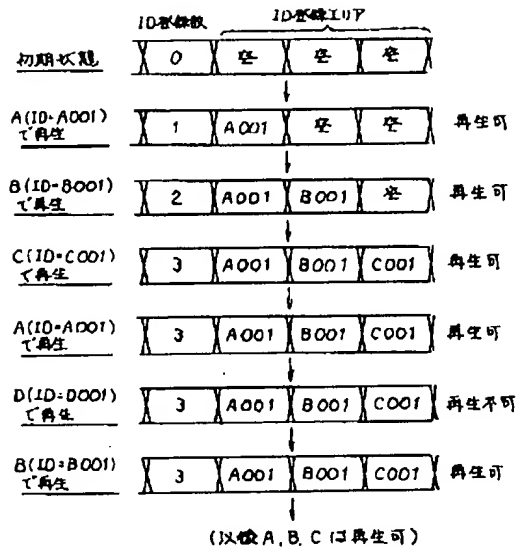 ID登録数 ID登録エリア
初期状態 0 空 空 空
A(ID=A001) で再生 1 A001 空 空 再生可
B(ID=B001) で再生 2 A001 B001 空 再生可
C(ID=C001) で再生 3 A001 B001 C001 再生可
A(ID=A001) で再生 3 A001 B001 C001 再生可
D(ID=D001) で再生 3 A001 B001 C001 再生不可
B(ID=B001) で再生 3 A001 B001 C001 再生可
(以後A,B,Cは再生可)